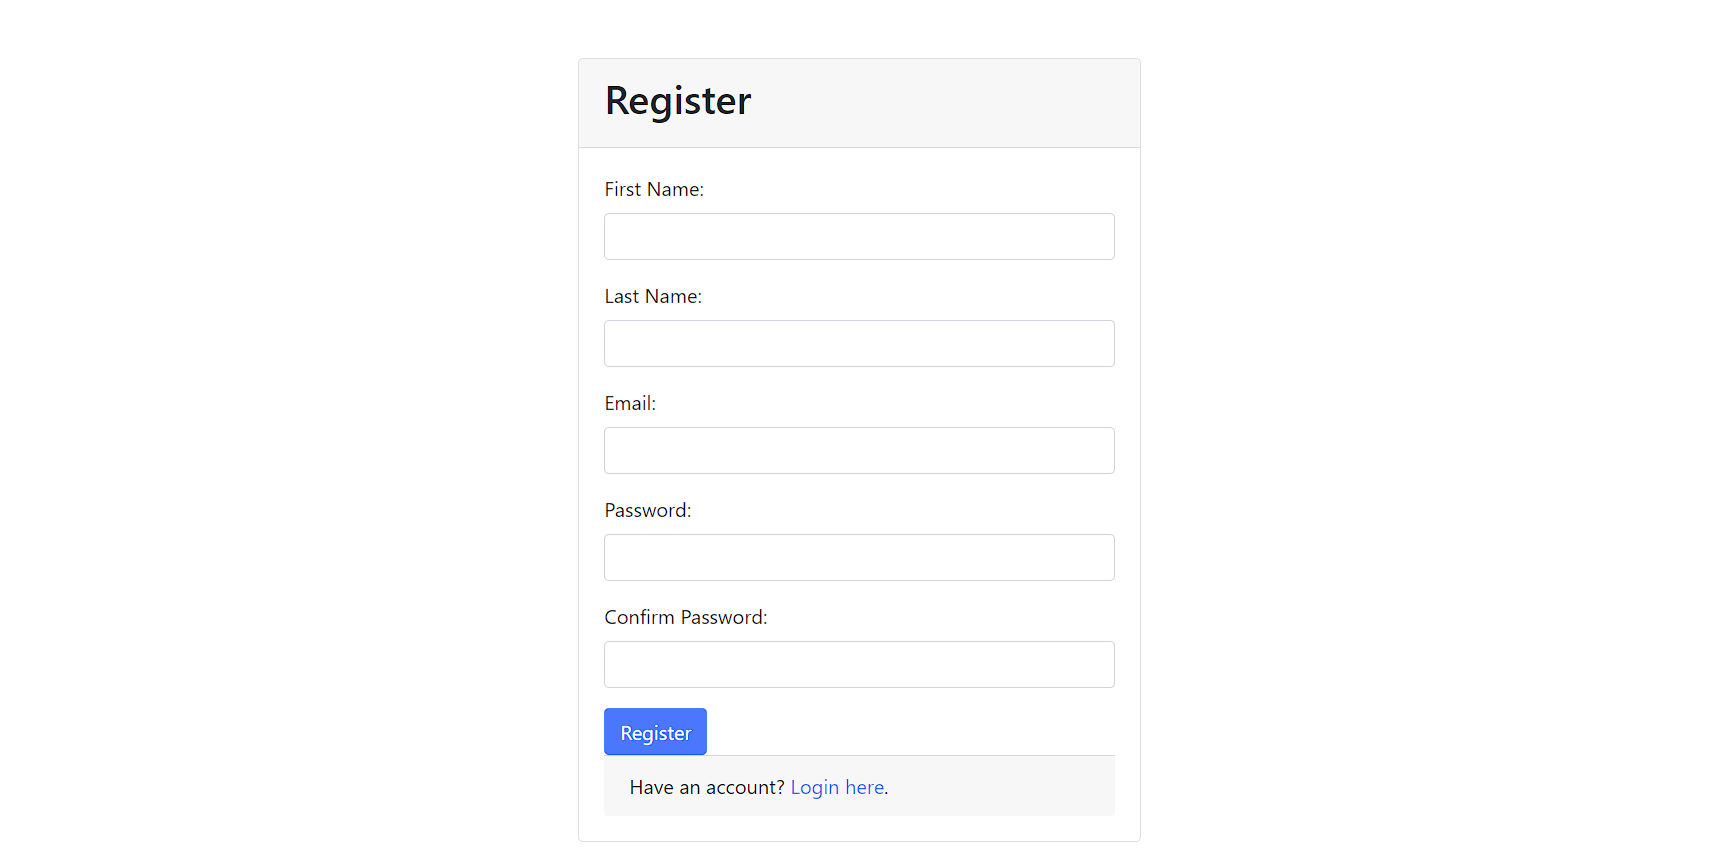 Register
First Name:
Last Name:
Email:
Password:
Confirm Password:
Register
Have an account? Login here.